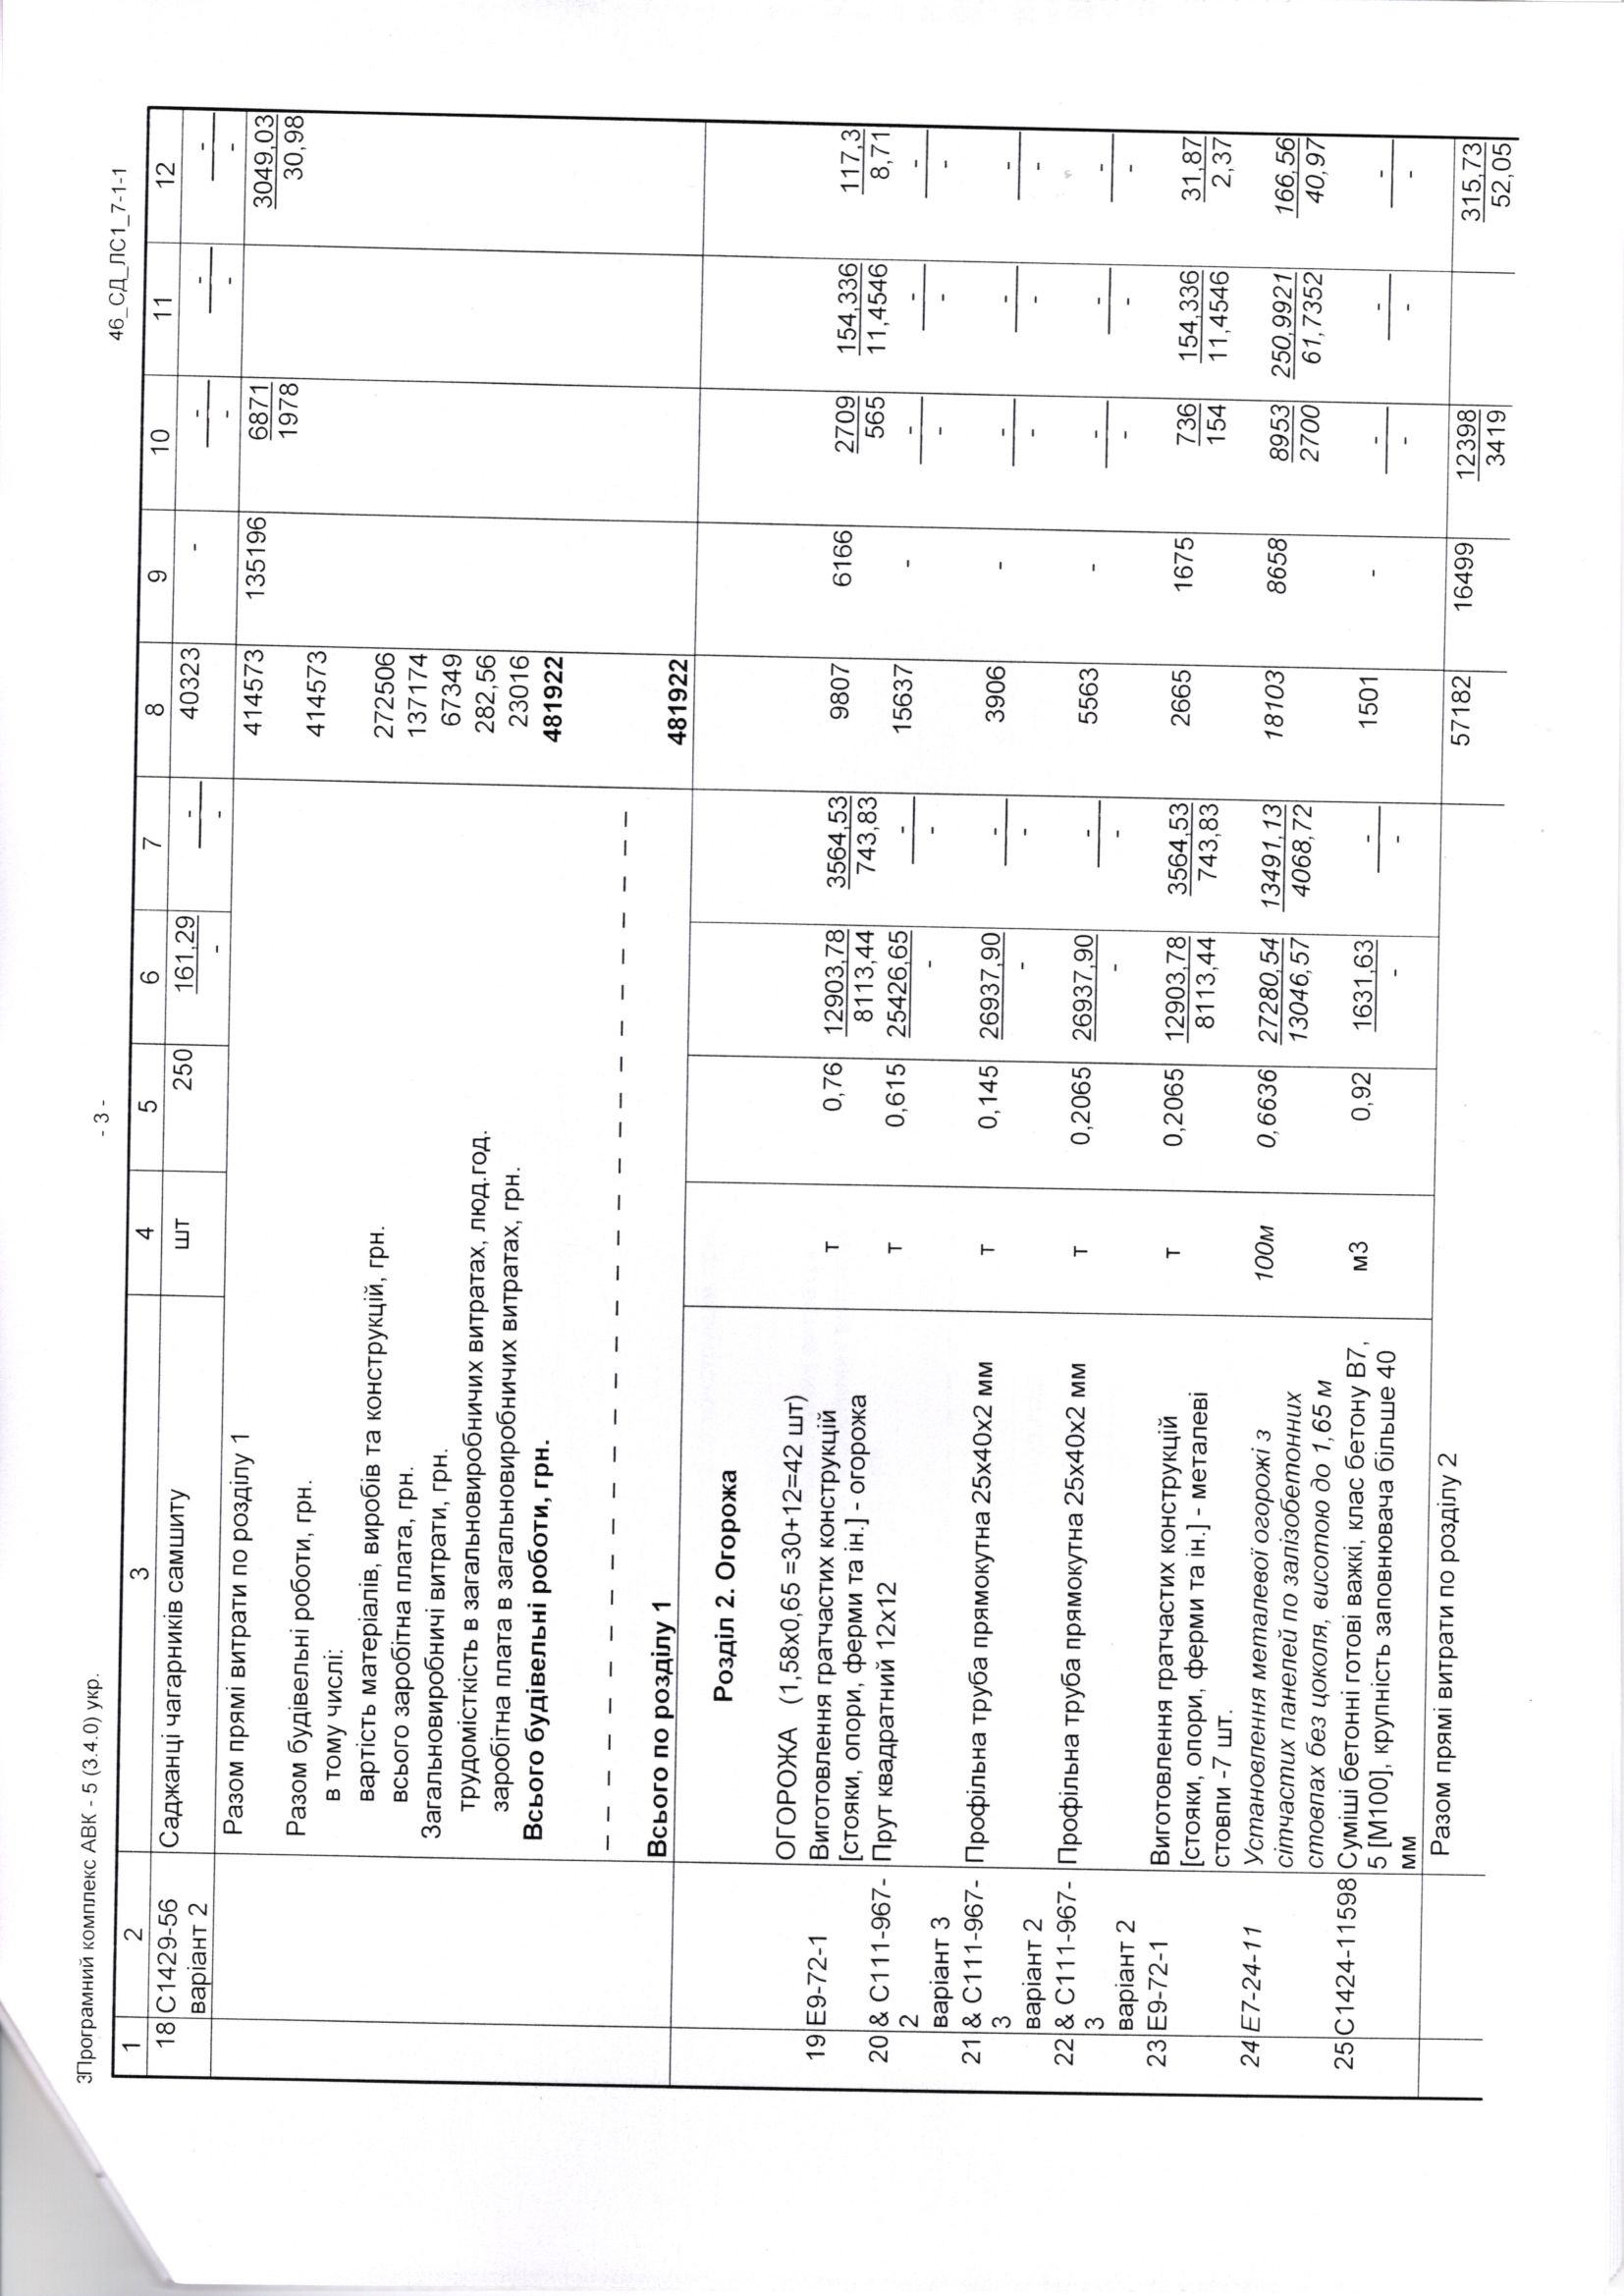 3Програмний комплекс АВК - 5 (3.4.0) укр. - 3 - 46_СД_ЛС1_7-1-1
1 2 3 4 5 6 7 8 9 10 11 12
18 С1429-56 Саджанці чагарників самшиту шт 250 161,29 - 40323 - - - -
варіант 2 - - - - -
Разом прямі витрати по розділу 1 414573 135196 6871 3049,03
1978 30,98
Разом будівельні роботи, грн. 414573
в тому числі:
вартість матеріалів, виробів та конструкцій, грн. 272506
всього заробітна плата, грн. 137174
Загальновиробничі витрати, грн. 67349
трудомісткість в загальновиробничих витратах, люд.год. 282,56
заробітна плата в загальновиробничих витратах, грн. 23016
Всього будівельні роботи, грн. 481922
Всього по розділу 1 481922
Розділ 2. Огорожа
ОГОРОЖА (1,58х0,65 =30+12=42 шт)
19 Е9-72-1 Виготовлення гратчастих конструкцій т 0,76 12903,78 3564,53 9807 6166 2709 154,336 117,3
[стояки, опори, ферми та ін.] - огорожа 8113,44 743,83 565 11,4546 8,71
20 & С111-967- Прут квадратний 12х12 т 0,615 25426,65 - 15637 - - - -
2 - - - - -
варіант 3
21 & С111-967- Профільна труба прямокутна 25х40х2 мм т 0,145 26937,90 - 3906 - - - -
3 - - - - -
варіант 2
22 & С111-967- Профільна труба прямокутна 25х40х2 мм т 0,2065 26937,90 - 5563 - - - -
3 - - - - -
варіант 2
23 Е9-72-1 Виготовлення гратчастих конструкцій т 0,2065 12903,78 3564,53 2665 1675 736 154,336 31,87
[стояки, опори, ферми та ін.] - металеві 8113,44 743,83 154 11,4546 2,37
стовпи -7 шт.
24 Е7-24-11 Установлення металевої огорожі з 100м 0,6636 27280,54 13491,13 18103 8658 8953 250,9921 166,56
сітчастих панелей по залізобетонних 13046,57 4068,72 2700 61,7352 40,97
стовпах без цоколя, висотою до 1,65 м
25 С1424-11598 Суміші бетонні готові важкі, клас бетону В7, м3 0,92 1631,63 - 1501 - - - -
5 [М100], крупність заповнювача більше 40 - - - - -
мм
Разом прямі витрати по розділу 2 57182 16499 12398 315,73
3419 52,05